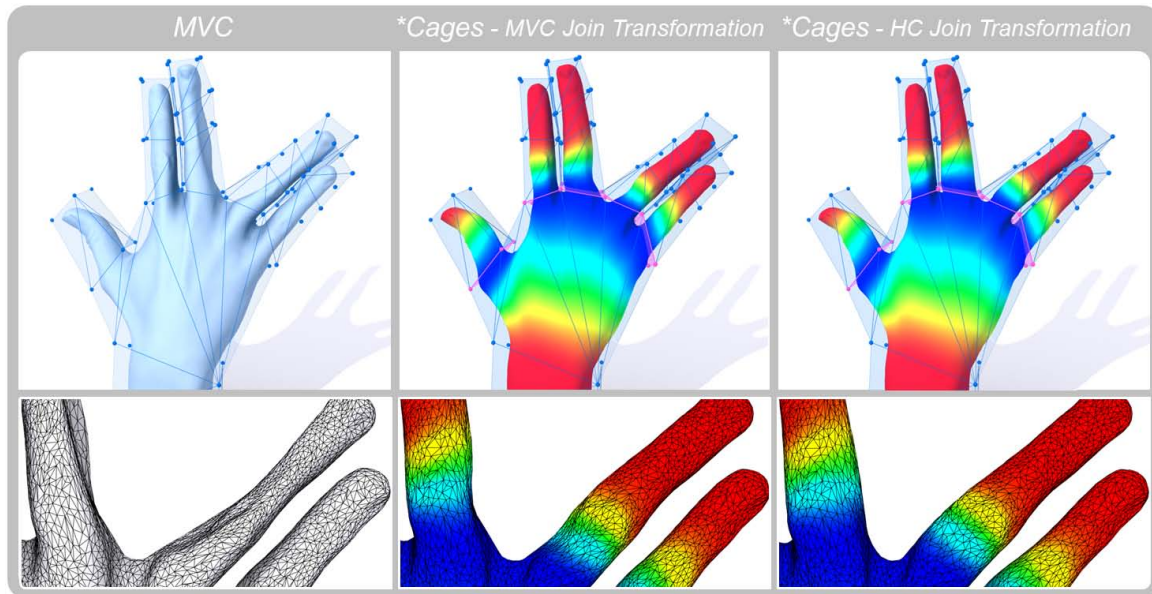 MVC
*Cages - MVC Join Transformation
*Cages - HC Join Transformation